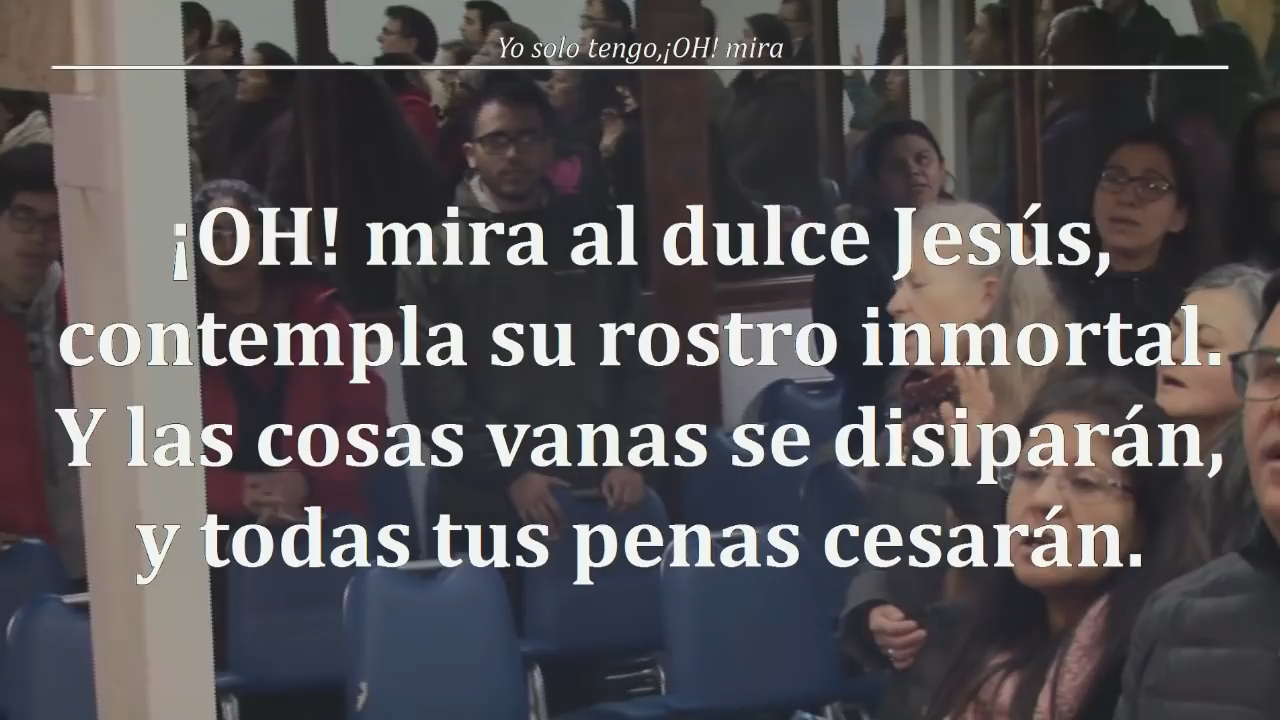 Yo solo tengo,¡OH! mira
¡OH! mira al dulce Jesús,
contempla su rostro inmortal.
Y las cosas vanas se disiparán,
y todas tus penas cesarán.